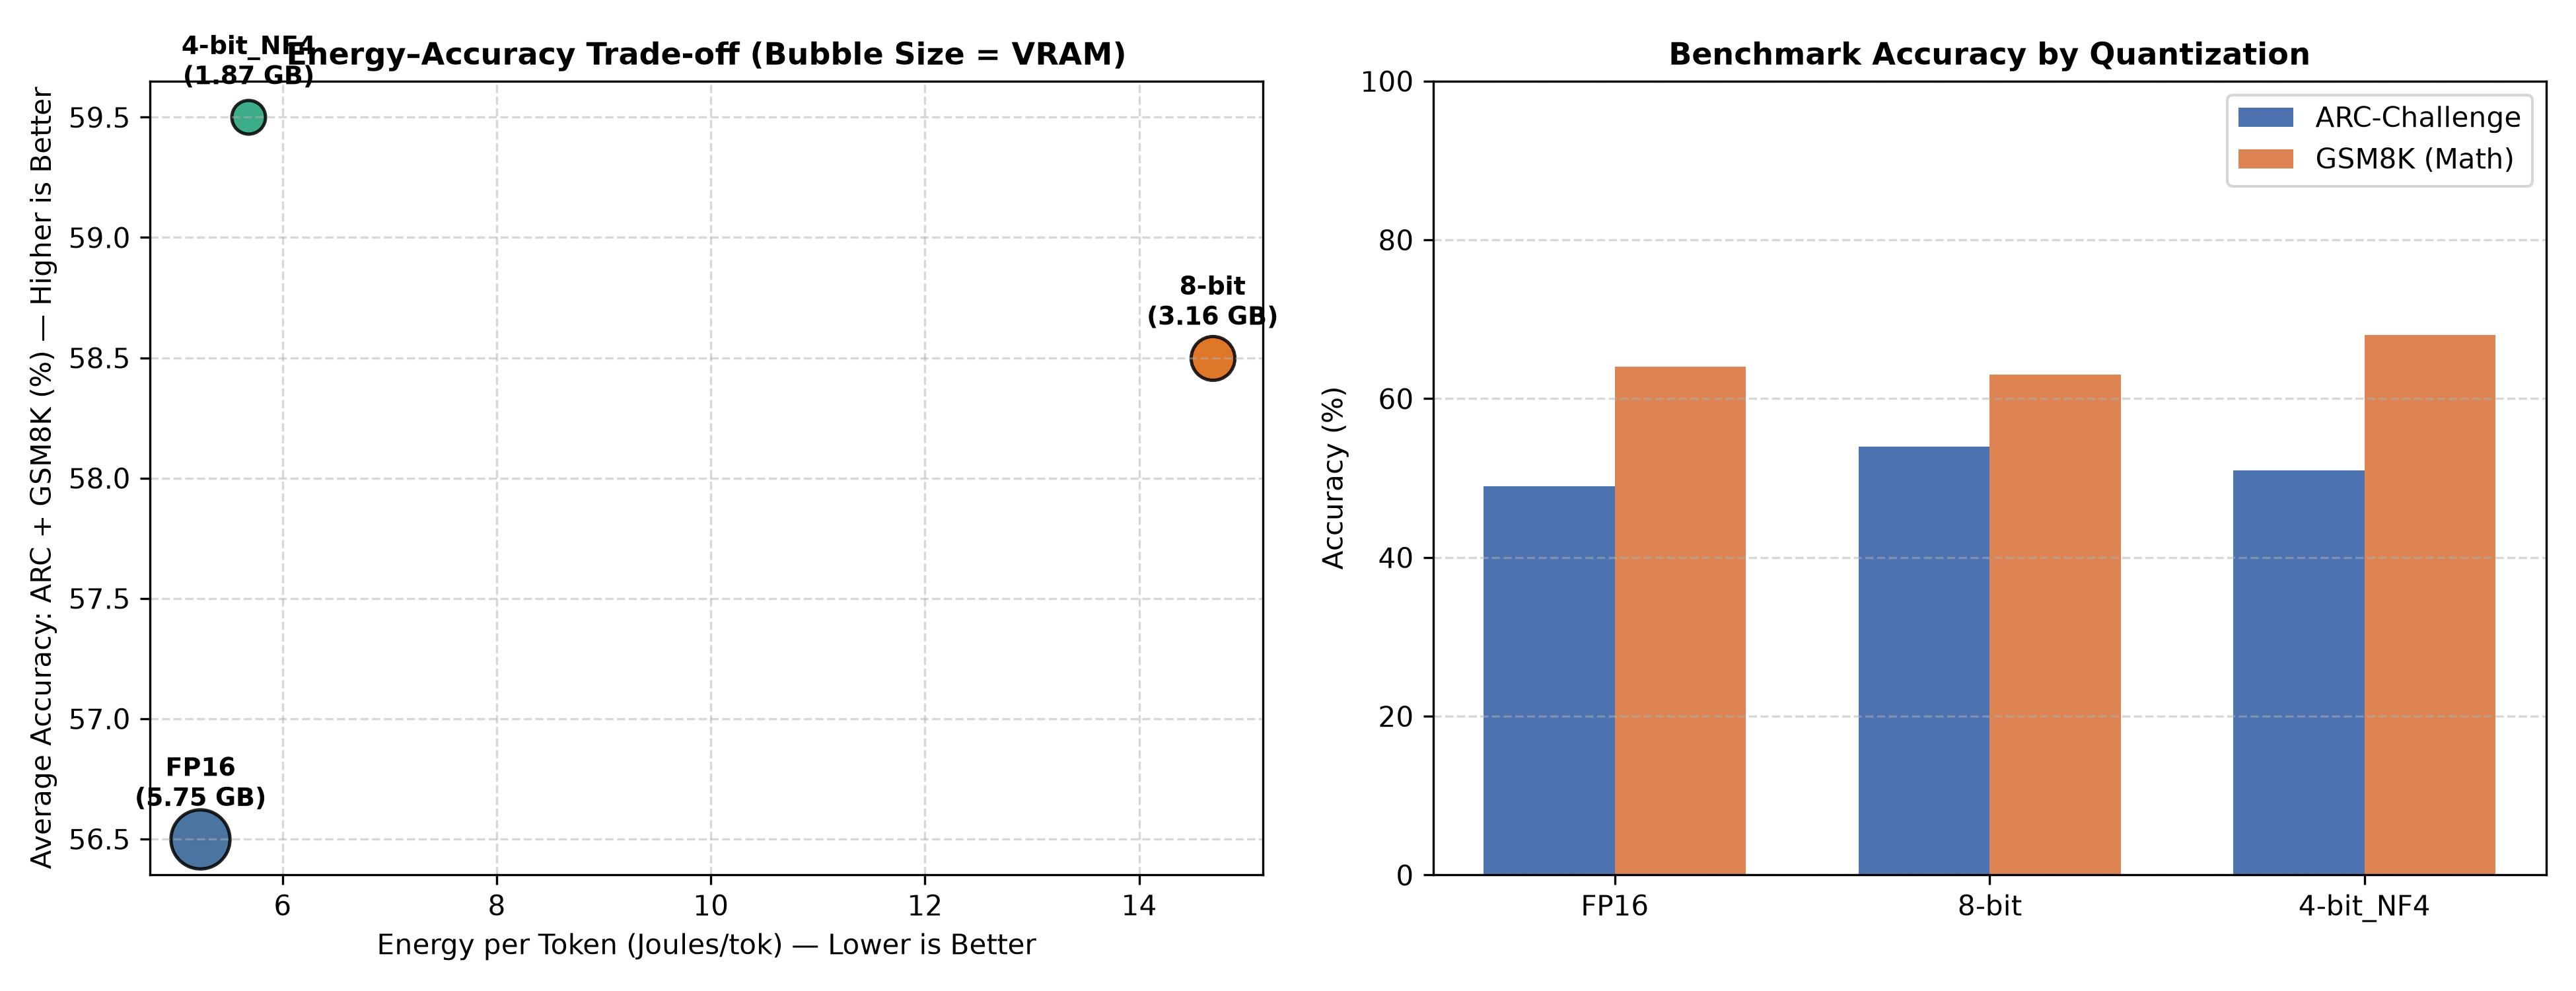 4-bit_NF4
(1.87 GB)
Energy–Accuracy Trade-off (Bubble Size = VRAM)
Average Accuracy: ARC + GSM8K (%) — Higher is Better
59.5
59.0
58.5
58.0
57.5
57.0
56.5
8-bit
(3.16 GB)
FP16
(5.75 GB)
6
8
10
12
14
Energy per Token (Joules/tok) — Lower is Better
Benchmark Accuracy by Quantization
Accuracy (%)
100
80
60
40
20
0
ARC-Challenge
GSM8K (Math)
FP16
8-bit
4-bit_NF4